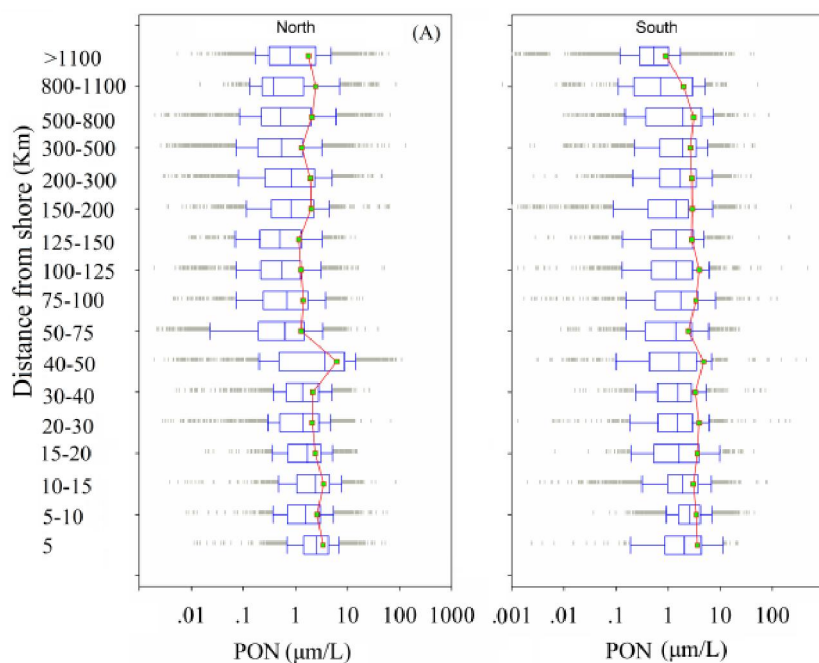 North
(A)
South
Distance from shore (Km)
>1100
800-1100
500-800
300-500
200-300
150-200
125-150
100-125
75-100
50-75
40-50
30-40
20-30
15-20
10-15
5-10
5
.01 .1 1 10 100 1000
.001 .01 .1 1 10 100
PON (μm/L)
PON (μm/L)